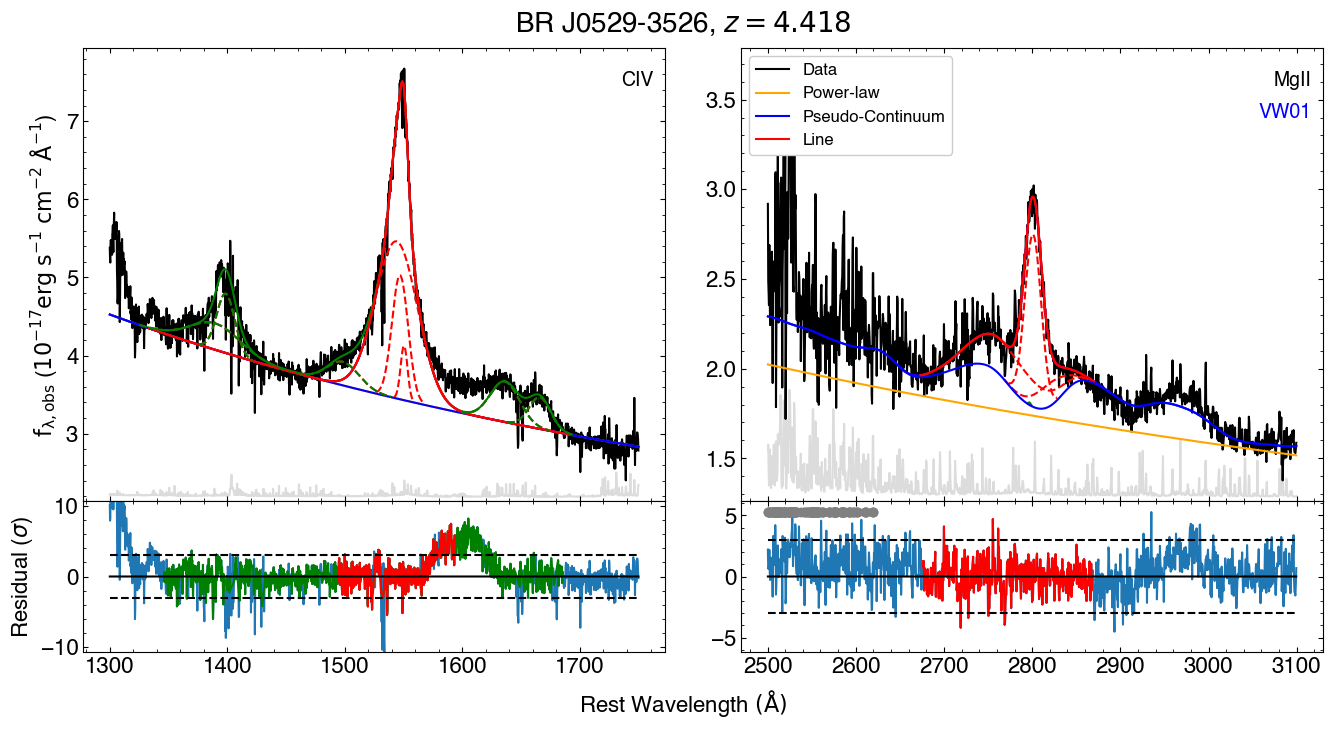 BR J0529-3526, z = 4.418
CIV
f_λ, obs (10⁻¹⁷erg s⁻¹ cm⁻² Å⁻¹)
7
6
5
4
3
Data
Power-law
Pseudo-Continuum
Line
MgII
VW01
3.5
3.0
2.5
2.0
1.5
Residual (σ)
10
0
−10
5
0
−5
1300 1400 1500 1600 1700
2500 2600 2700 2800 2900 3000 3100
Rest Wavelength (Å)